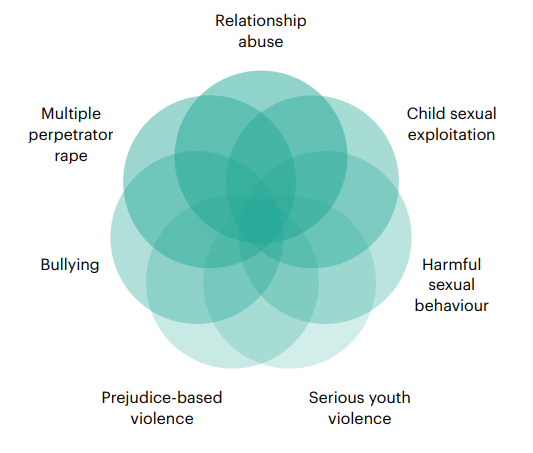 Relationship
abuse
Multiple
perpetrator
rape
Child sexual
exploitation
Bullying
Harmful
sexual
behaviour
Prejudice-based
violence
Serious youth
violence